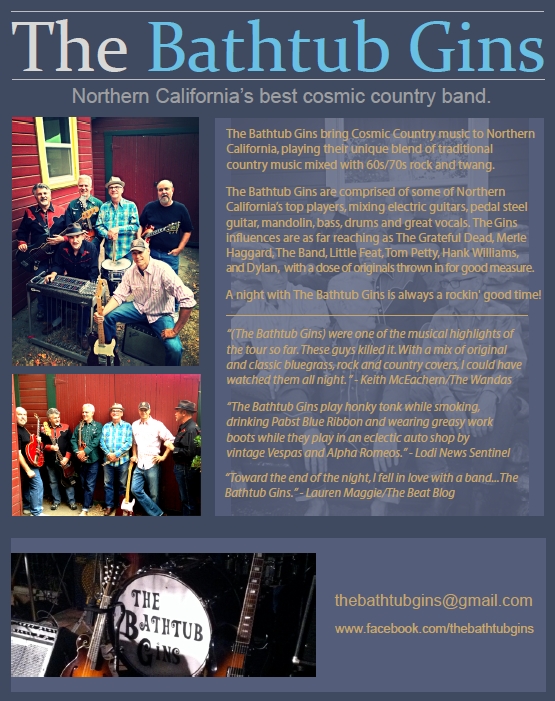 The Bathtub Gins
Northern California's best cosmic country band.
The Bathtub Gins bring Cosmic Country music to Northern
California, playing their unique blend of traditional
country music mixed with 60s/70s rock and twang.
The Bathtub Gins are comprised of some of Northern
California's top players, mixing electric guitars, pedal steel
guitar, mandolin, bass, drums and great vocals. The Gins
influences are as far reaching as The Grateful Dead, Merle
Haggard, The Band, Little Feat, Tom Petty, Hank Williams,
and Dylan, with a dose of originals thrown in for good measure.
A night with The Bathtub Gins is always a rockin' good time!
"(The Bathtub Gins) were one of the musical highlights of
the tour so far. These guys killed it. With a mix of original
and classic bluegrass, rock and country covers, I could have
watched them all night. " - Keith McEachern/The Wandas
"The Bathtub Gins play honky tonk while smoking,
drinking Pabst Blue Ribbon and wearing greasy work
boots while they play in an eclectic auto shop by
vintage Vespas and Alpha Romeos." - Lodi News Sentinel
"Toward the end of the night, I fell in love with a band...The
Bathtub Gins." - Lauren Maggie/The Beat Blog
THE
BATHTUB
GINS
thebathtubgins@gmail.com
www.facebook.com/thebathtubgins